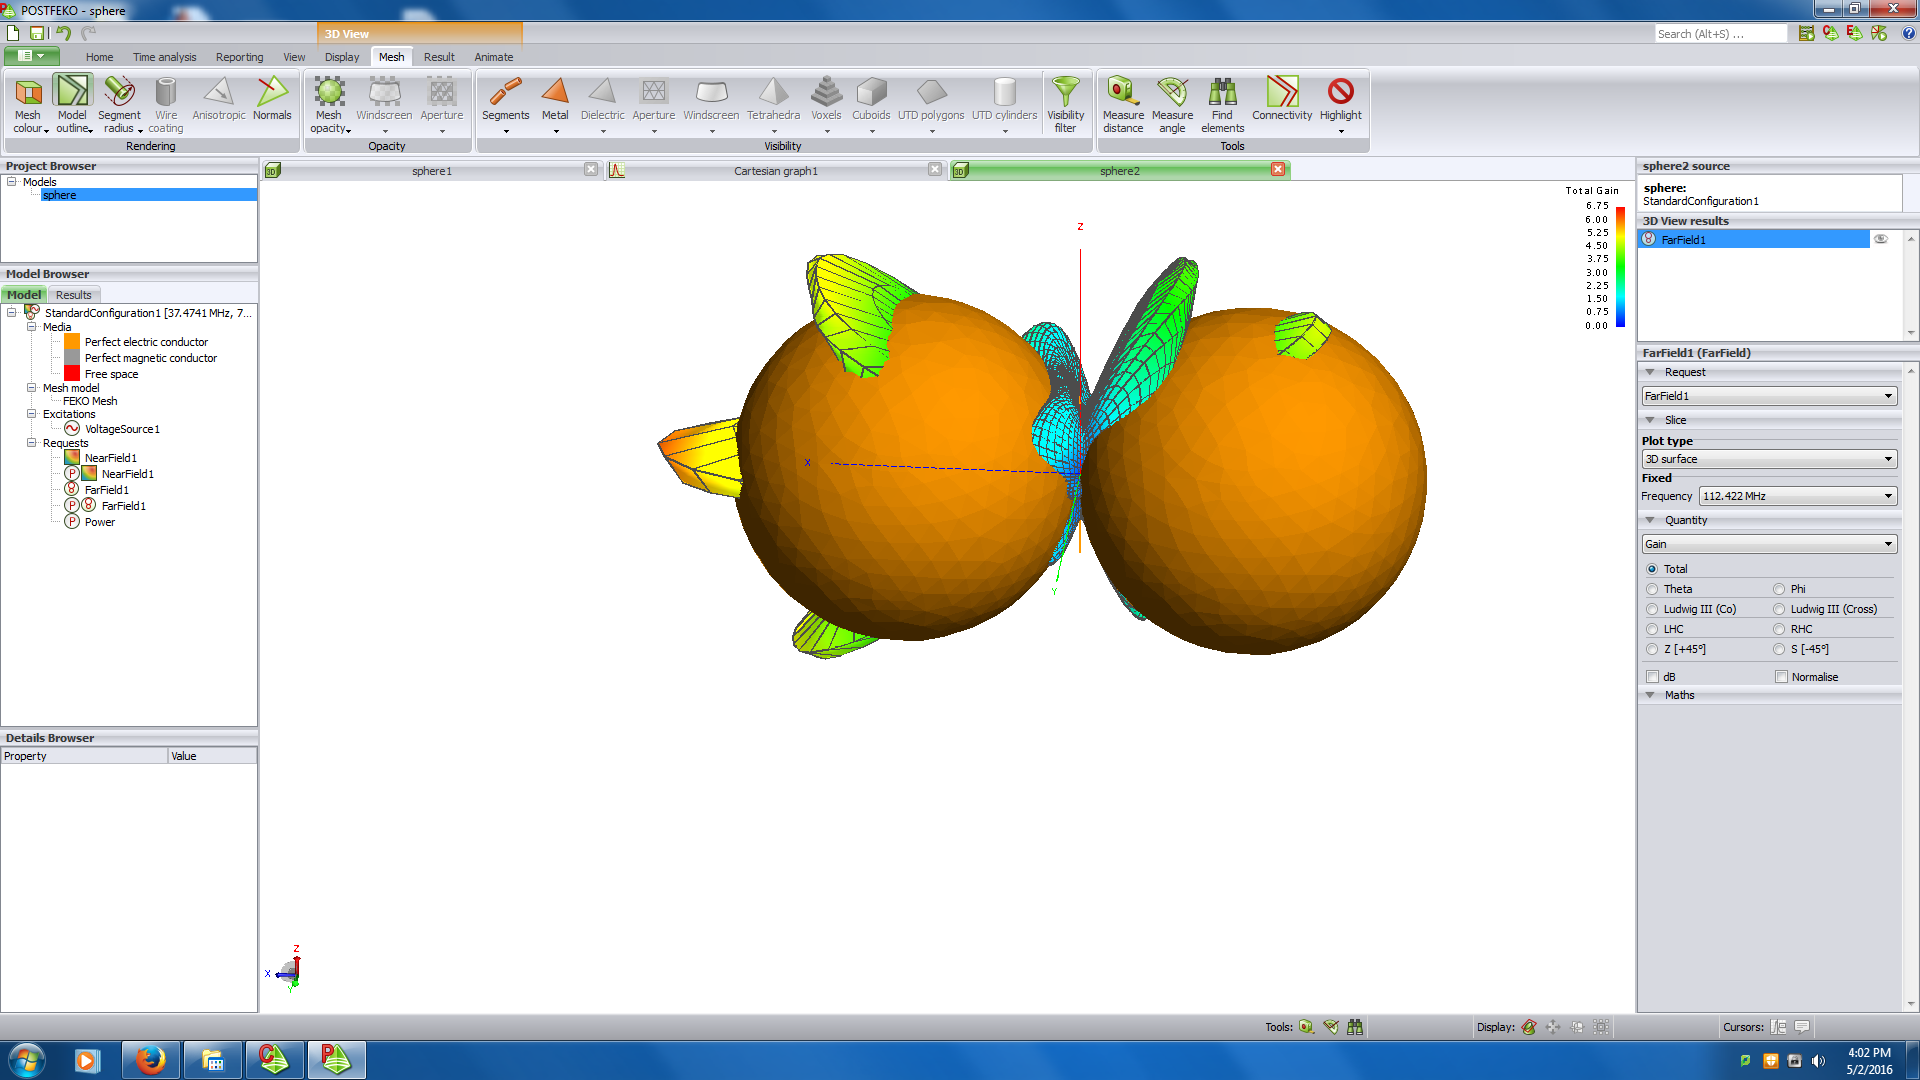 POSTFEKO - sphere
3D View
Search (Alt+S) ...
Home Time analysis Reporting View Display Mesh Result Animate
Mesh colour
Model outline
Segment radius
Wire coating
Anisotropic
Normals
Mesh opacity
Windscreen
Aperture
Segments
Metal
Dielectric
Aperture
Windscreen
Tetrahedra
Voxels
Cuboids
UTD polygons
UTD cylinders
Visibility filter
Measure distance
Measure angle
Find elements
Connectivity
Highlight
Rendering Opacity Visibility Tools
Project Browser
Models
sphere
Model Browser
Model Results
StandardConfiguration1 [37.4741 MHz, 7...
Media
Perfect electric conductor
Perfect magnetic conductor
Free space
Mesh model
FEKO Mesh
Excitations
VoltageSource1
Requests
NearField1
P NearField1
FarField1
P FarField1
P Power
Details Browser
Property Value
3D sphere1
Cartesian graph1
3D sphere2
Total Gain
6.75
6.00
5.25
4.50
3.75
3.00
2.25
1.50
0.75
0.00
Z
X
Y
Z
X
Y
sphere2 source
sphere:
StandardConfiguration1
3D View results
FarField1
FarField1 (FarField)
Request
FarField1
Slice
Plot type
3D surface
Fixed
Frequency 112.422 MHz
Quantity
Gain
Total
Theta Phi
Ludwig III (Co) Ludwig III (Cross)
LHC RHC
Z [+45°] S [-45°]
dB Normalise
Maths
Tools: Display: Cursors:
4:02 PM
5/2/2016